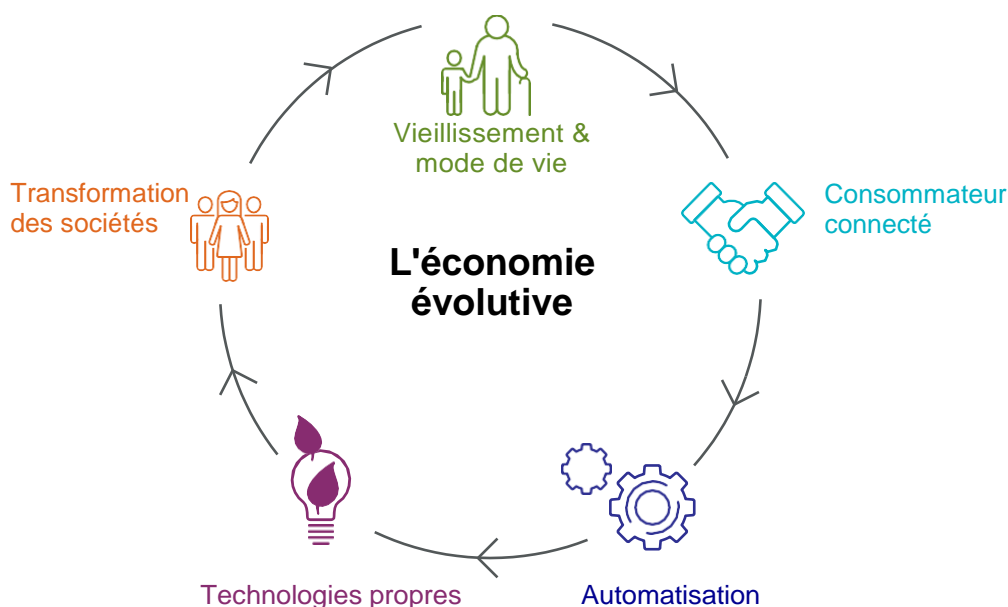 Vieillissement &
mode de vie
Transformation
des sociétés
Consommateur
connecté
L'économie
évolutive
Technologies propres
Automatisation